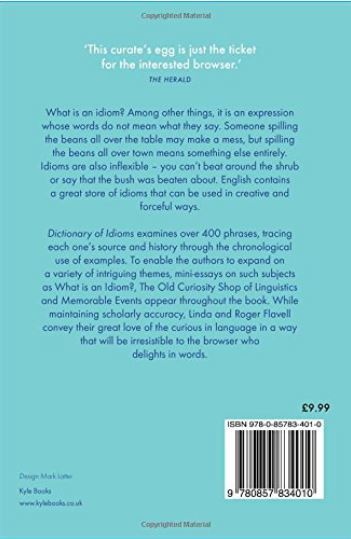 Copyrighted Material
‘This curate’s egg is just the ticket
for the interested browser.’
THE HERALD
What is an idiom? Among other things, it is an expression
whose words do not mean what they say. Someone spilling
the beans all over the table may make a mess, but spilling
the beans all over town means something else entirely.
Idioms are also inflexible – you can’t beat around the shrub
or say that the bush was beaten about. English contains
a great store of idioms that can be used in creative and
forceful ways.
Dictionary of Idioms examines over 400 phrases, tracing
each one’s source and history through the chronological
use of examples. To enable the authors to expand on
a variety of intriguing themes, mini-essays on such subjects
as What is an Idiom?, The Old Curiosity Shop of Linguistics
and Memorable Events appear throughout the book. While
maintaining scholarly accuracy, Linda and Roger Flavell
convey their great love of the curious in language in a way
that will be irresistible to the browser who
delights in words.
£9.99
ISBN 978-0-85783-401-0
9 780857 834010
Design Mark Latter
Kyle Books
www.kylebooks.co.uk
Copyrighted Material